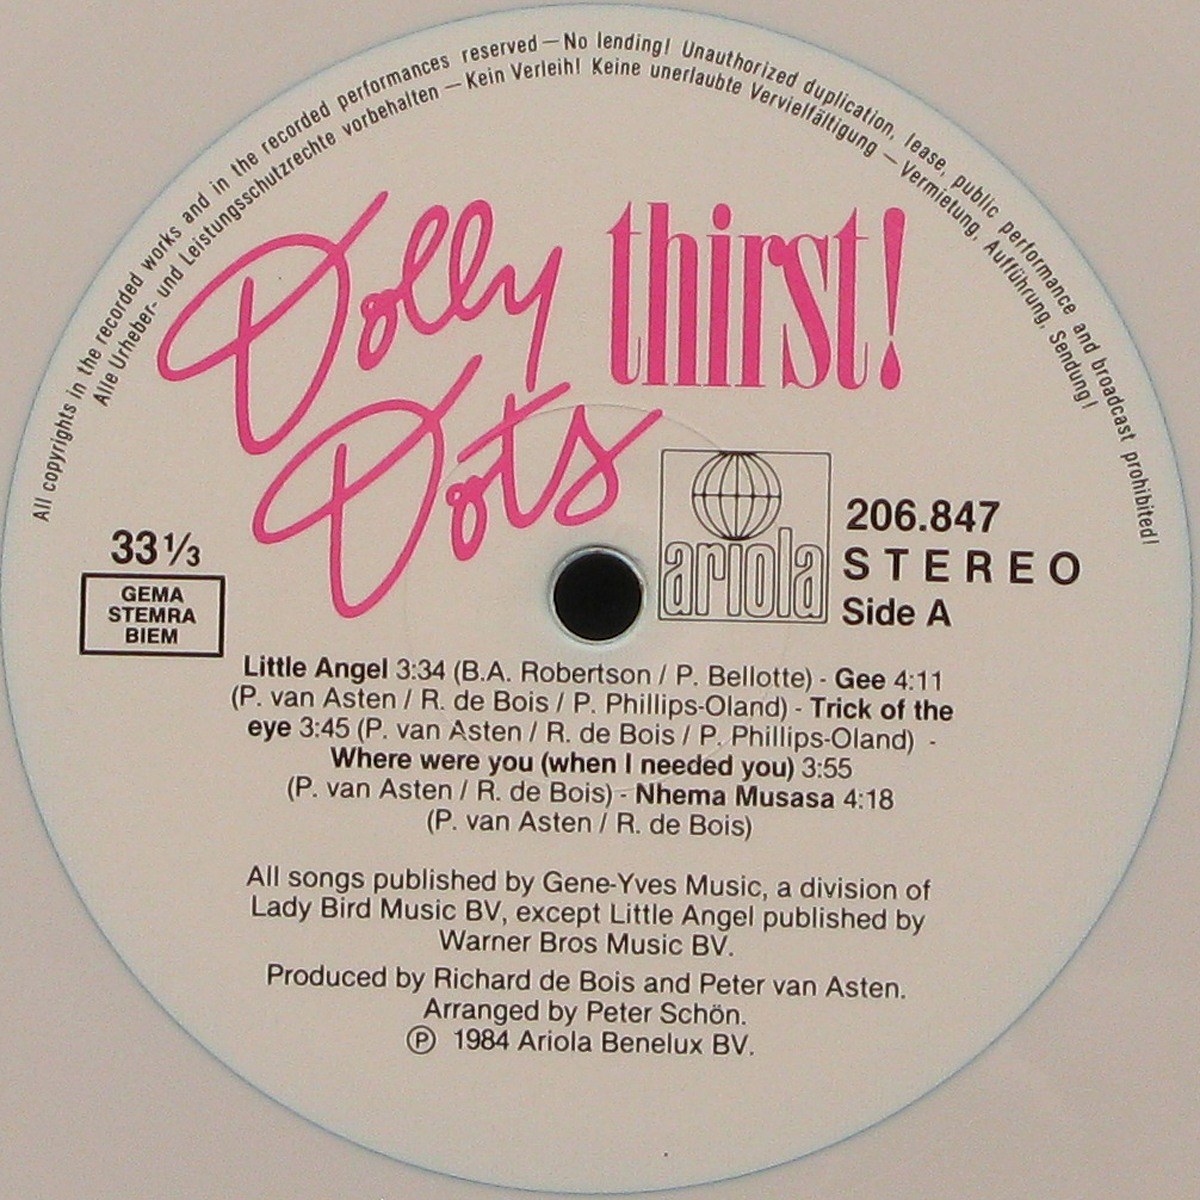 All copyrights in the recorded works and in the recorded performances reserved — No lending! Unauthorized duplication, lease, public performance and broadcast prohibited!
Alle Urheber- und Leistungsschutzrechte vorbehalten — Kein Verleih! Keine unerlaubte Vervielfältigung — Vermietung, Aufführung, Sendung!
Dolly thirst!
Dots
ariola
206.847
STEREO
Side A
33 1/3
GEMA
STEMRA
BIEM
Little Angel 3:34 (B.A. Robertson / P. Bellotte) - Gee 4:11
(P. van Asten / R. de Bois / P. Phillips-Oland) - Trick of the
eye 3:45 (P. van Asten / R. de Bois / P. Phillips-Oland) -
Where were you (when I needed you) 3:55
(P. van Asten / R. de Bois) - Nhema Musasa 4:18
(P. van Asten / R. de Bois)
All songs published by Gene-Yves Music, a division of
Lady Bird Music BV, except Little Angel published by
Warner Bros Music BV.
Produced by Richard de Bois and Peter van Asten.
Arranged by Peter Schön.
Ⓟ 1984 Ariola Benelux BV.